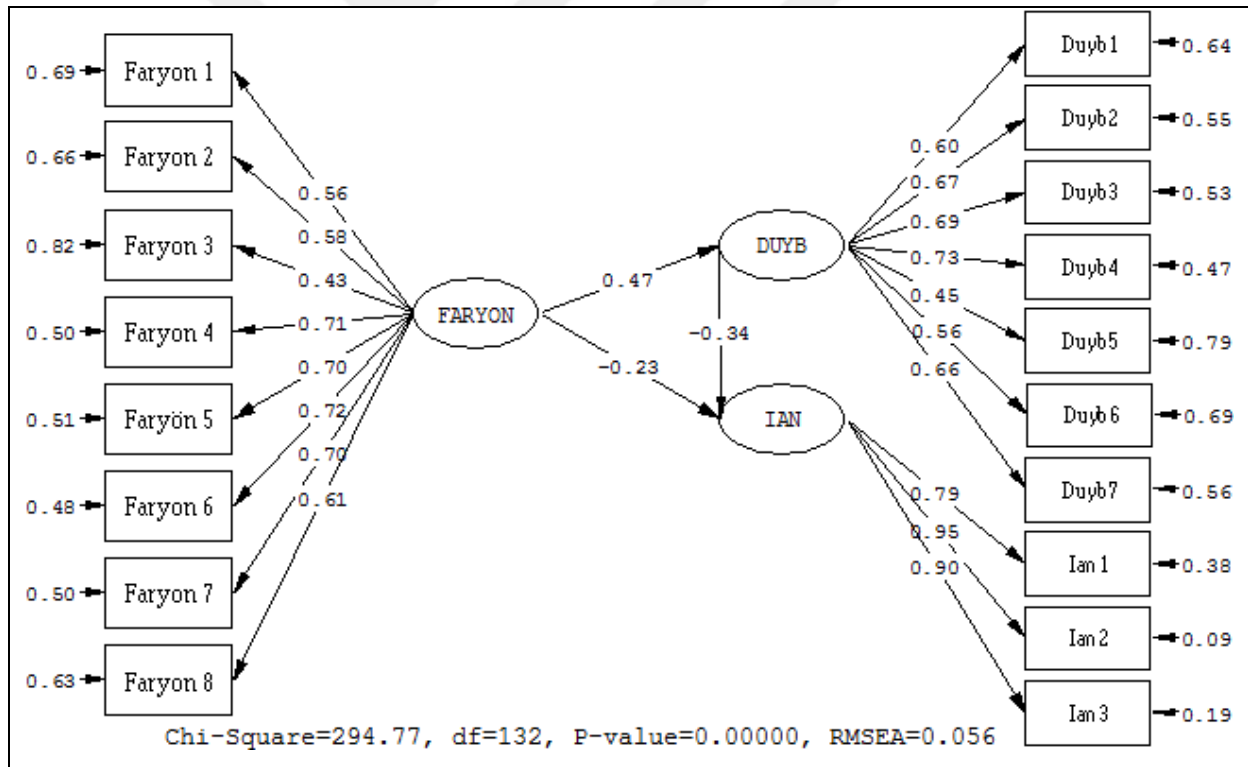 0.69 Faryon 1
0.66 Faryon 2
0.82 Faryon 3
0.50 Faryon 4
0.51 Faryön 5
0.48 Faryon 6
0.50 Faryon 7
0.63 Faryon 8
0.56
0.58
0.43
0.71
0.70
0.72
0.70
0.61
FARYON
0.47
-0.23
-0.34
DUYB
IAN
0.60
0.67
0.69
0.73
0.45
0.56
0.66
0.79
0.95
0.90
Duyb1 0.64
Duyb2 0.55
Duyb3 0.53
Duyb4 0.47
Duyb5 0.79
Duyb6 0.69
Duyb7 0.56
Ian1 0.38
Ian2 0.09
Ian3 0.19
Chi-Square=294.77, df=132, P-value=0.00000, RMSEA=0.056